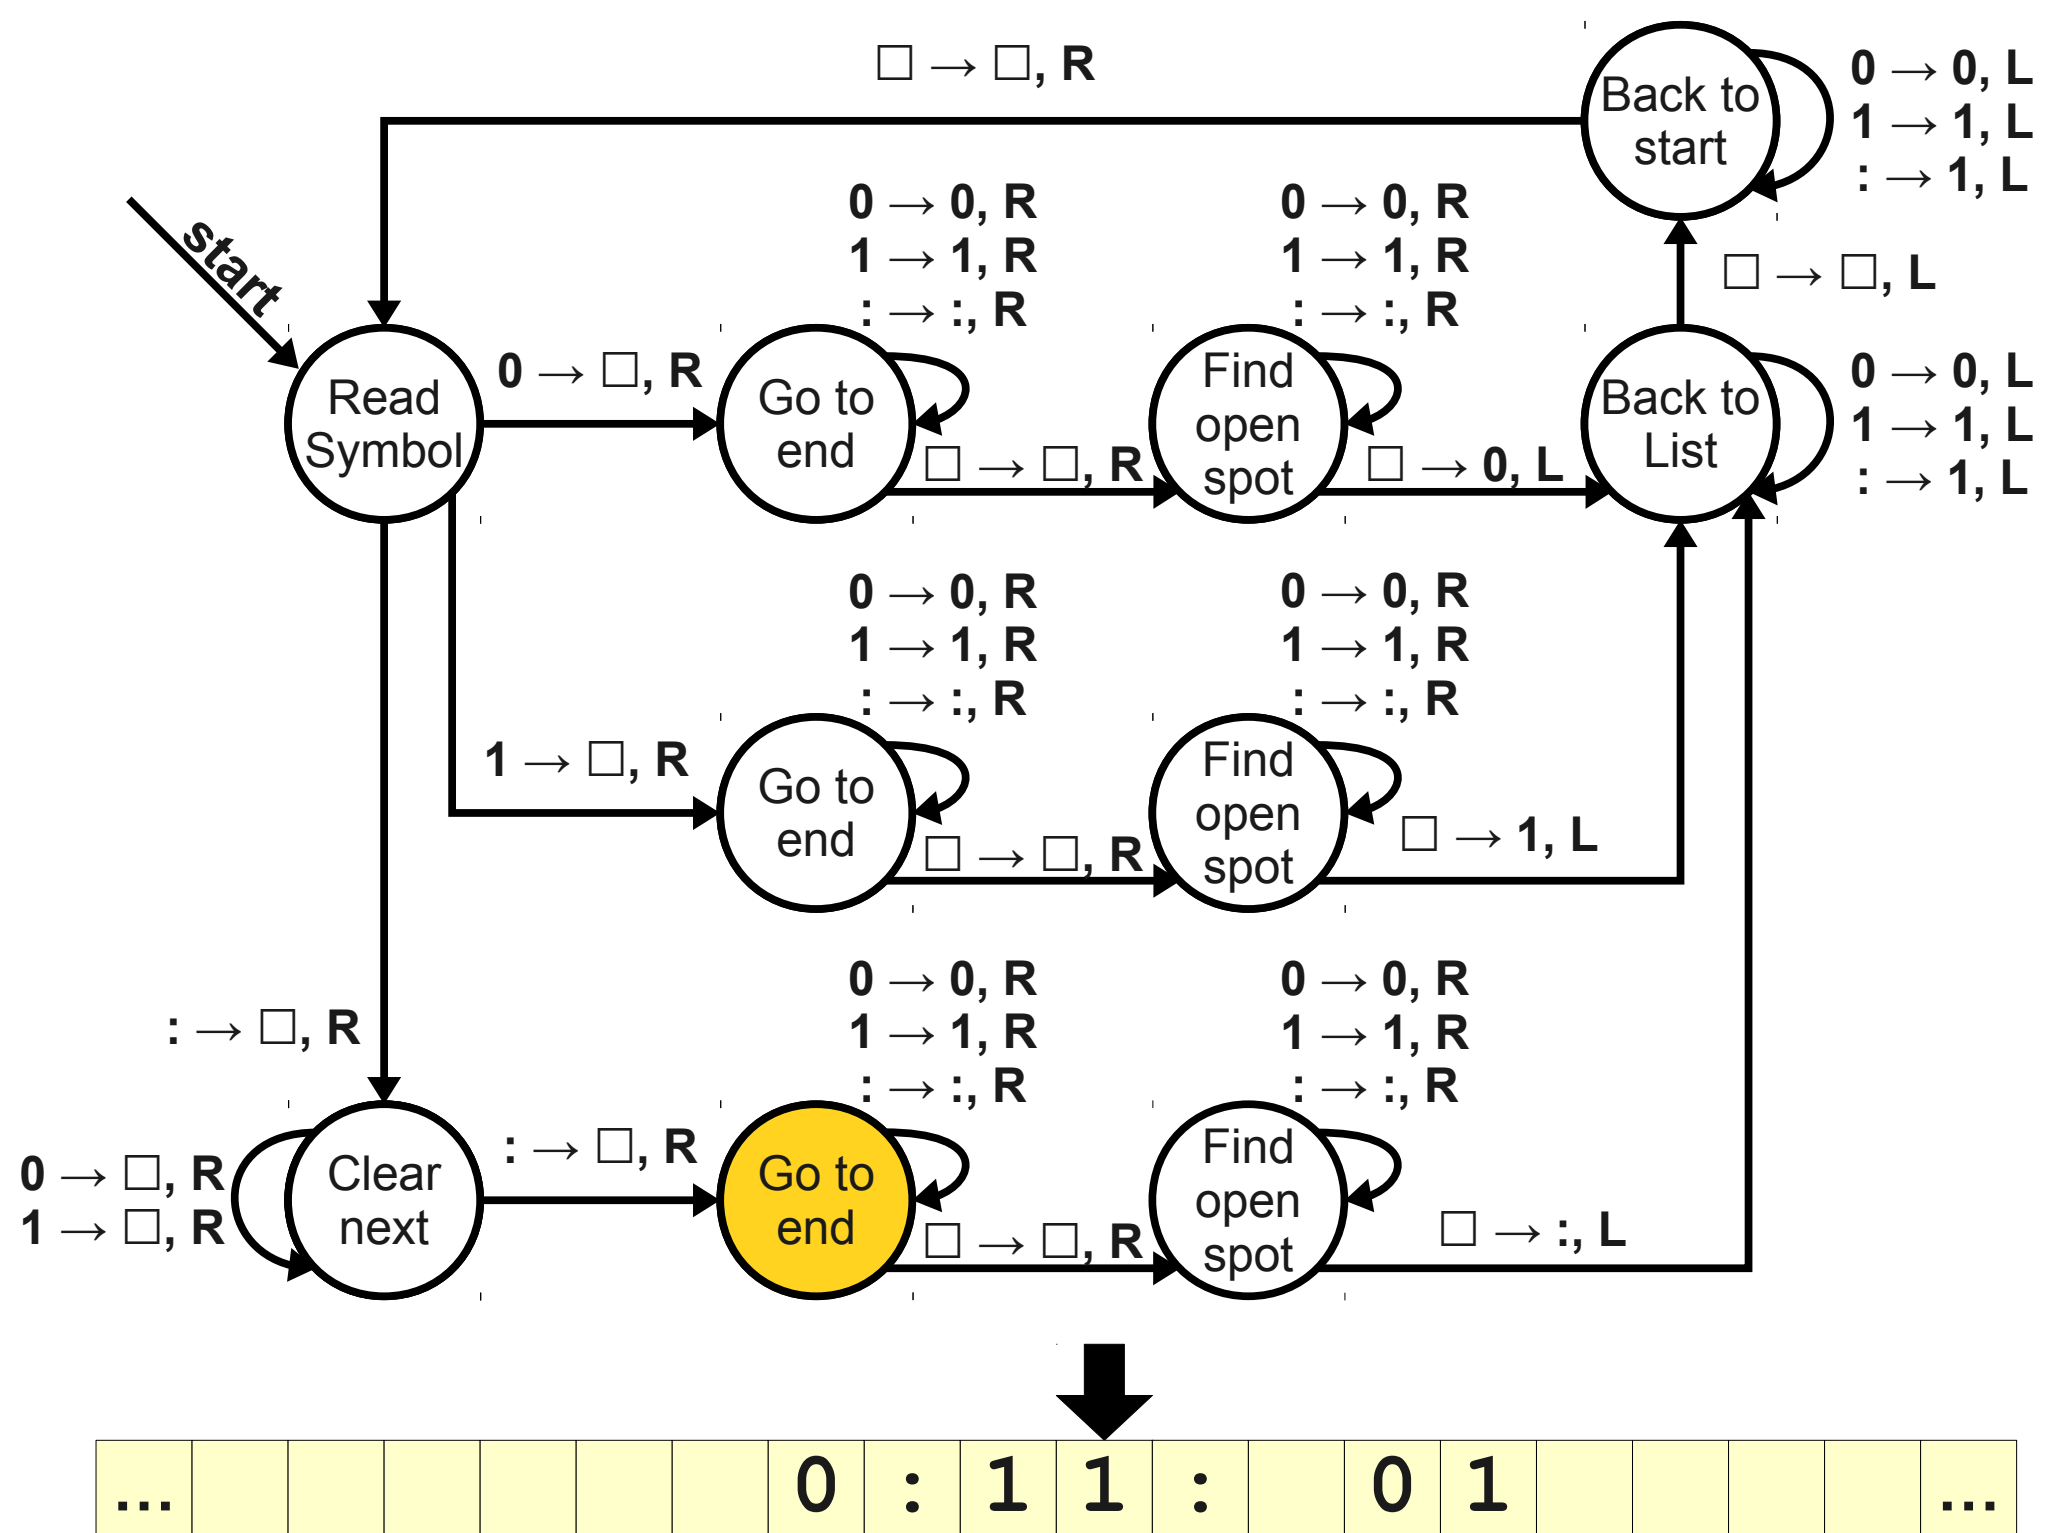 □ → □, R
Back to
start
0 → 0, L
1 → 1, L
: → 1, L
start
0 → 0, R
1 → 1, R
: → :, R
0 → 0, R
1 → 1, R
: → :, R
□ → □, L
Read
Symbol
0 → □, R
Go to
end
□ → □, R
Find
open
spot
□ → 0, L
Back to
List
0 → 0, L
1 → 1, L
: → 1, L
0 → 0, R
1 → 1, R
: → :, R
0 → 0, R
1 → 1, R
: → :, R
1 → □, R
Go to
end
□ → □, R
Find
open
spot
□ → 1, L
0 → 0, R
1 → 1, R
: → :, R
0 → 0, R
1 → 1, R
: → :, R
: → □, R
0 → □, R
1 → □, R
Clear
next
: → □, R
Go to
end
□ → □, R
Find
open
spot
□ → :, L
... 0 : 1 1 : 0 1 ...